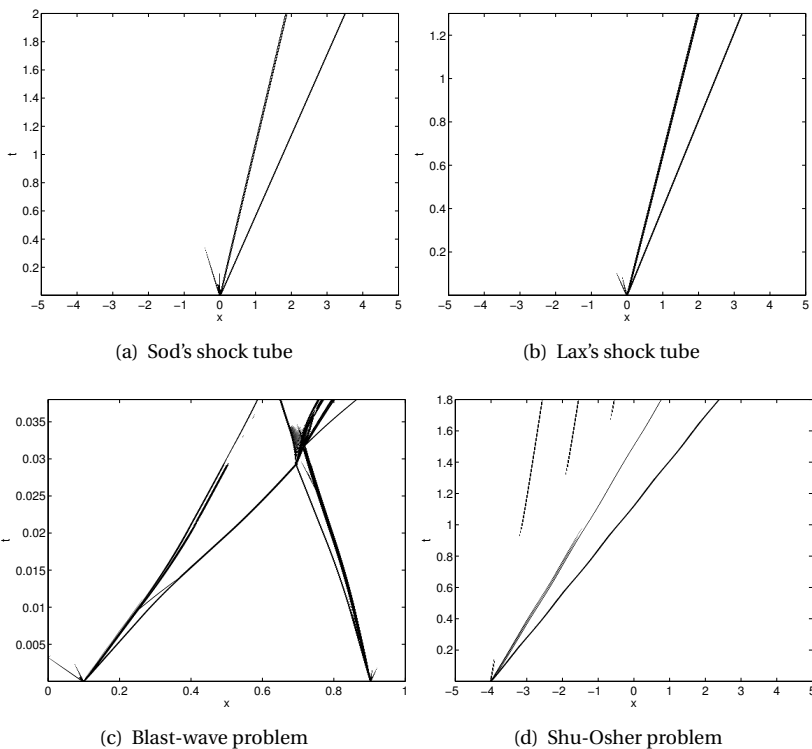 2
1.8
1.6
1.4
1.2
1
0.8
0.6
0.4
0.2
t
−5 −4 −3 −2 −1 0 1 2 3 4 5
x
(a) Sod's shock tube
1.2
1
0.8
0.6
0.4
0.2
t
−5 −4 −3 −2 −1 0 1 2 3 4 5
x
(b) Lax's shock tube
0.035
0.03
0.025
0.02
0.015
0.01
0.005
t
0 0.2 0.4 0.6 0.8 1
x
(c) Blast-wave problem
1.8
1.6
1.4
1.2
1
0.8
0.6
0.4
0.2
t
−5 −4 −3 −2 −1 0 1 2 3 4 5
x
(d) Shu-Osher problem